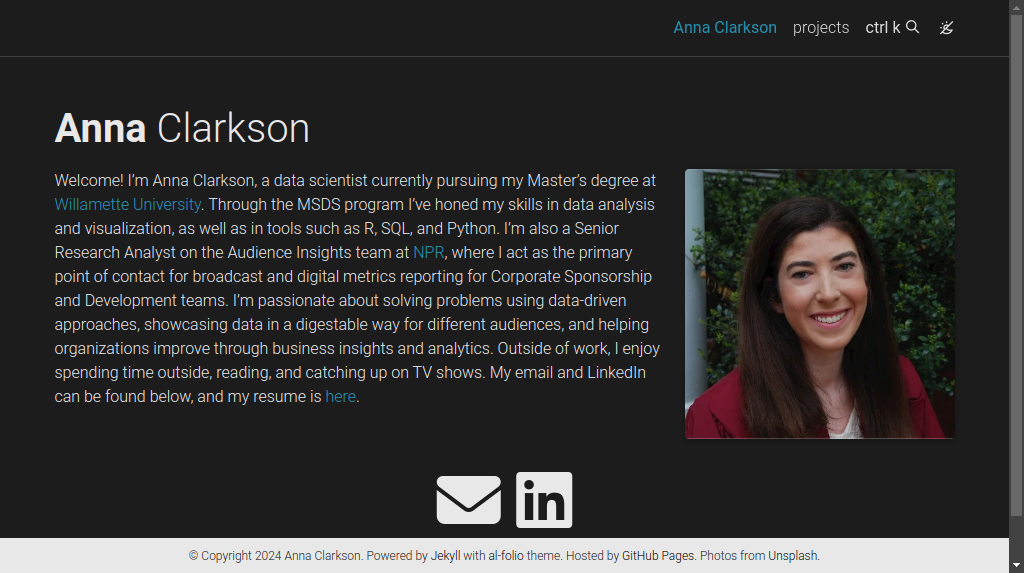 Anna Clarkson projects ctrl k
Anna Clarkson
Welcome! I’m Anna Clarkson, a data scientist currently pursuing my Master’s degree at
Willamette University. Through the MSDS program I’ve honed my skills in data analysis
and visualization, as well as in tools such as R, SQL, and Python. I’m also a Senior
Research Analyst on the Audience Insights team at NPR, where I act as the primary
point of contact for broadcast and digital metrics reporting for Corporate Sponsorship
and Development teams. I’m passionate about solving problems using data-driven
approaches, showcasing data in a digestable way for different audiences, and helping
organizations improve through business insights and analytics. Outside of work, I enjoy
spending time outside, reading, and catching up on TV shows. My email and LinkedIn
can be found below, and my resume is here.
in
© Copyright 2024 Anna Clarkson. Powered by Jekyll with al-folio theme. Hosted by GitHub Pages. Photos from Unsplash.